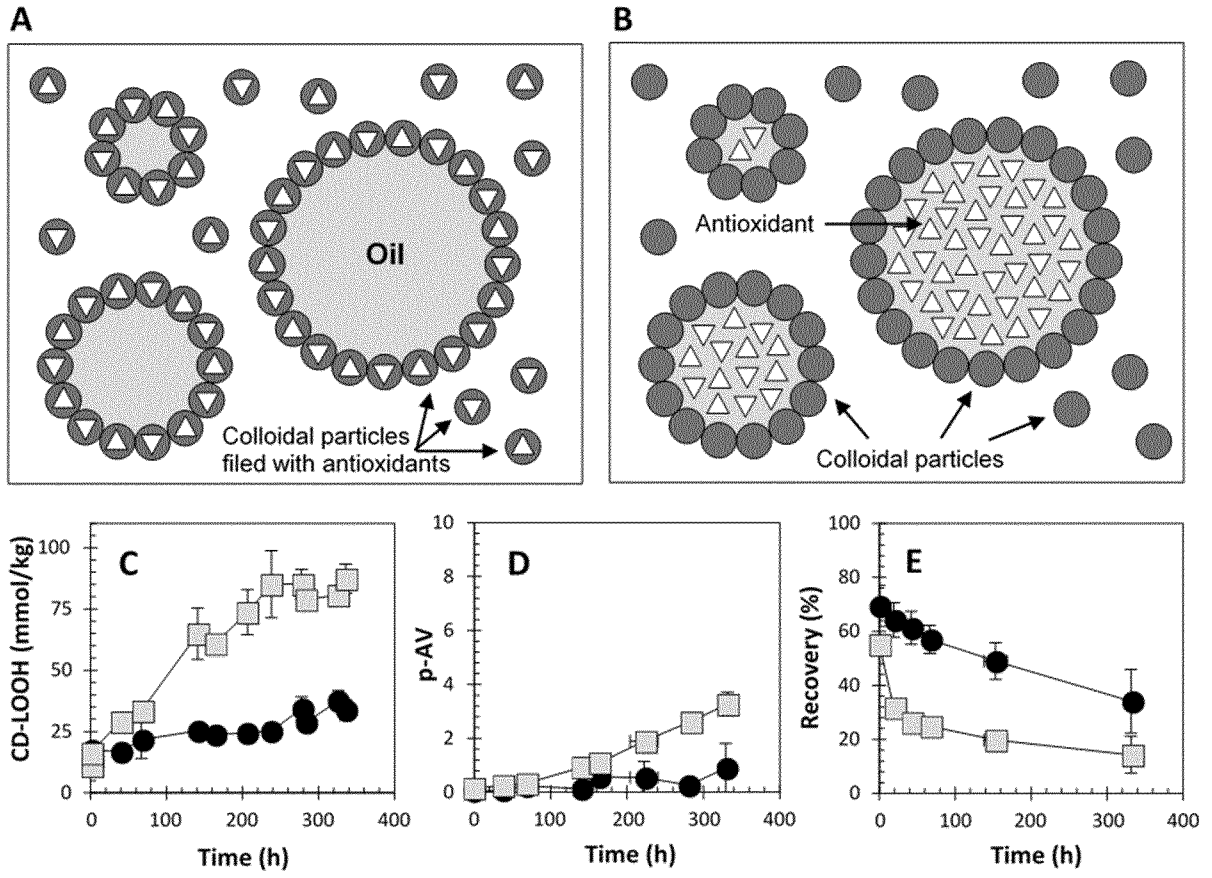 A
B
Oil
Antioxidant
Colloidal particles
filed with antioxidants
Colloidal particles
C
CD-LOOH (mmol/kg)
100
75
50
25
0
0 100 200 300 400
Time (h)
D
p-AV
10
8
6
4
2
0
0 100 200 300 400
Time (h)
E
Recovery (%)
100
80
60
40
20
0
0 100 200 300 400
Time (h)